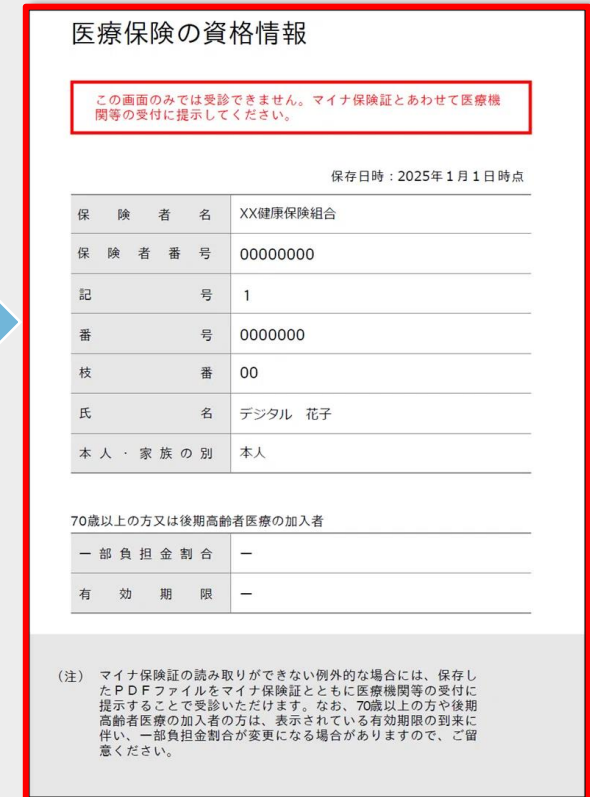 医療保険の資格情報
この画面のみでは受診できません。マイナ保険証とあわせて医療機
関等の受付に提示してください。
保存日時：2025年1月1日時点
保険者名 XX健康保険組合
保険者番号 00000000
記号 1
番号 0000000
枝番 00
氏名 デジタル　花子
本人・家族の別 本人
70歳以上の方又は後期高齢者医療の加入者
一部負担金割合 ー
有効期限 ー
（注） マイナ保険証の読み取りができない例外的な場合には、保存し
たＰＤＦファイルをマイナ保険証とともに医療機関等の受付に
提示することで受診いただけます。なお、70歳以上の方や後期
高齢者医療の加入者の方は、表示されている有効期限の到来に
伴い、一部負担金割合が変更になる場合がありますので、ご留
意ください。